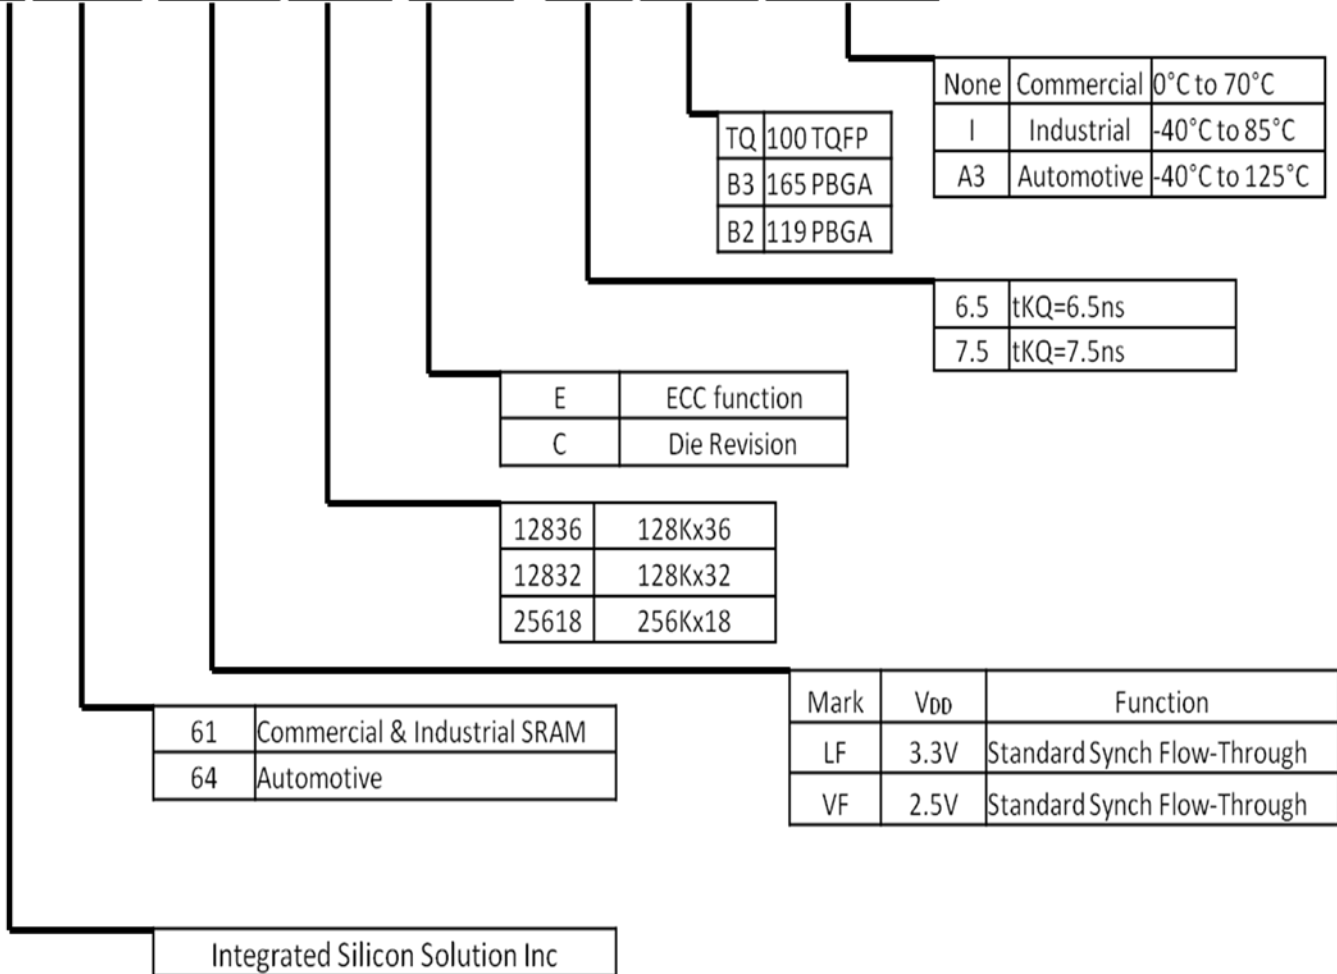 None Commercial 0°C to 70°C
I Industrial -40°C to 85°C
A3 Automotive -40°C to 125°C
TQ 100 TQFP
B3 165 PBGA
B2 119 PBGA
6.5 tKQ=6.5ns
7.5 tKQ=7.5ns
E ECC function
C Die Revision
12836 128Kx36
12832 128Kx32
25618 256Kx18
Mark VDD Function
LF 3.3V Standard Synch Flow-Through
VF 2.5V Standard Synch Flow-Through
61 Commercial & Industrial SRAM
64 Automotive
Integrated Silicon Solution Inc